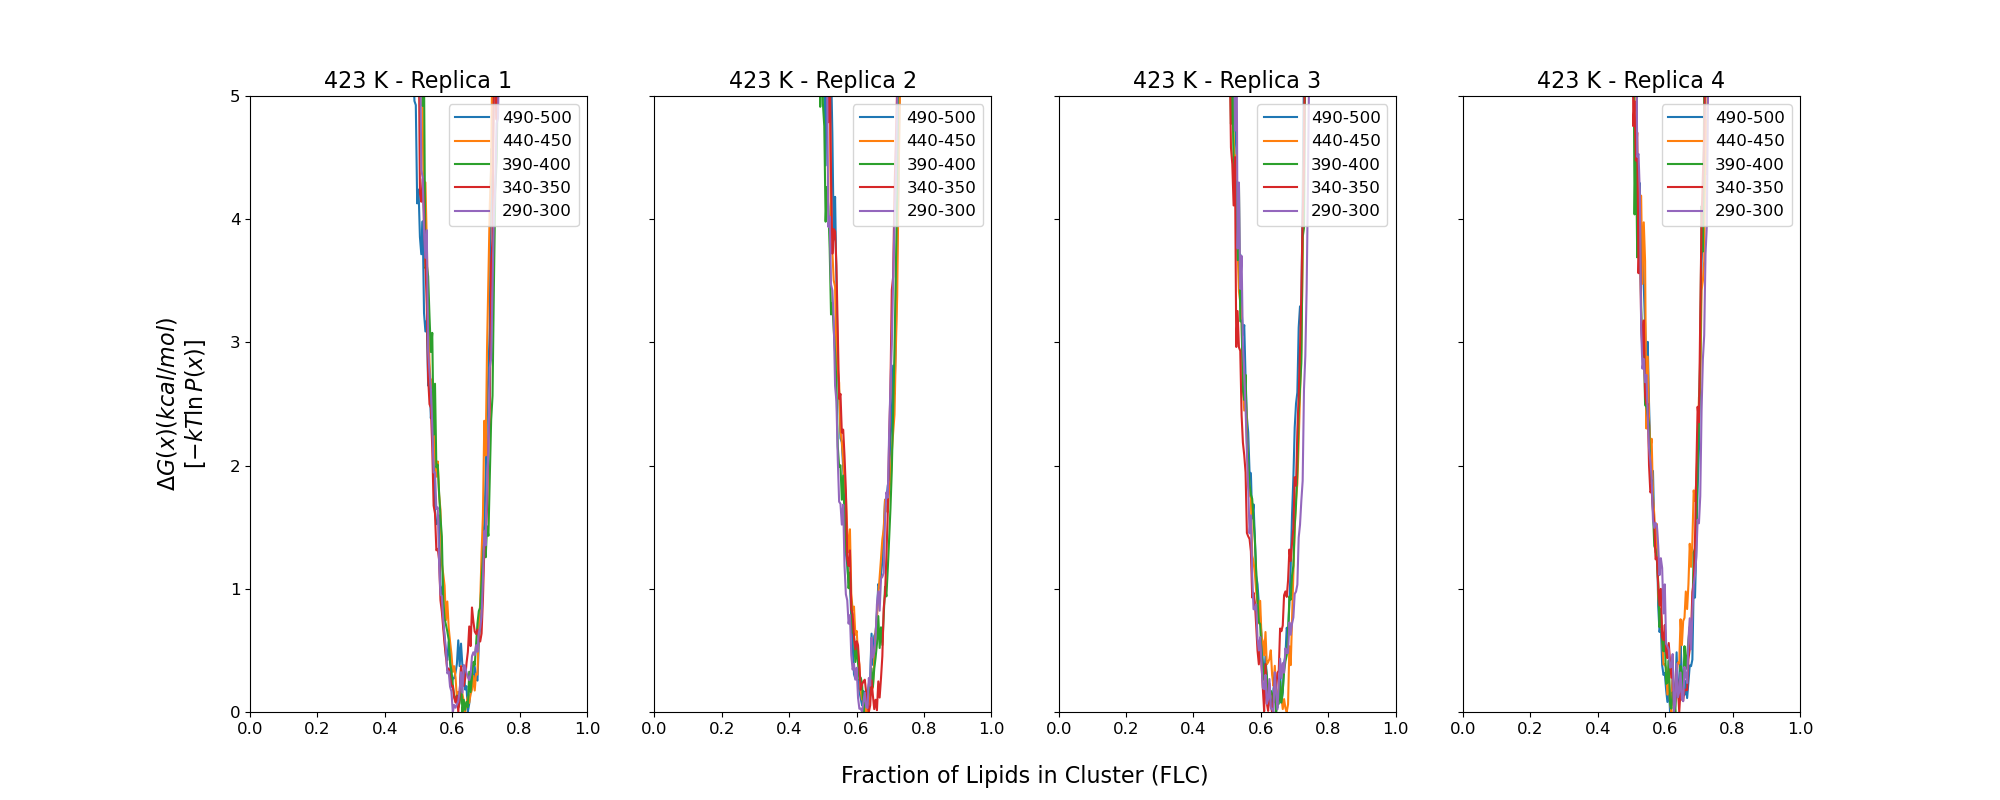 423 K - Replica 1
423 K - Replica 2
423 K - Replica 3
423 K - Replica 4
ΔG(x)(kcal/mol)
[−kTln P(x)]
5
4
3
2
1
0
490-500
440-450
390-400
340-350
290-300
490-500
440-450
390-400
340-350
290-300
490-500
440-450
390-400
340-350
290-300
490-500
440-450
390-400
340-350
290-300
0.0 0.2 0.4 0.6 0.8 1.0
0.0 0.2 0.4 0.6 0.8 1.0
0.0 0.2 0.4 0.6 0.8 1.0
0.0 0.2 0.4 0.6 0.8 1.0
Fraction of Lipids in Cluster (FLC)